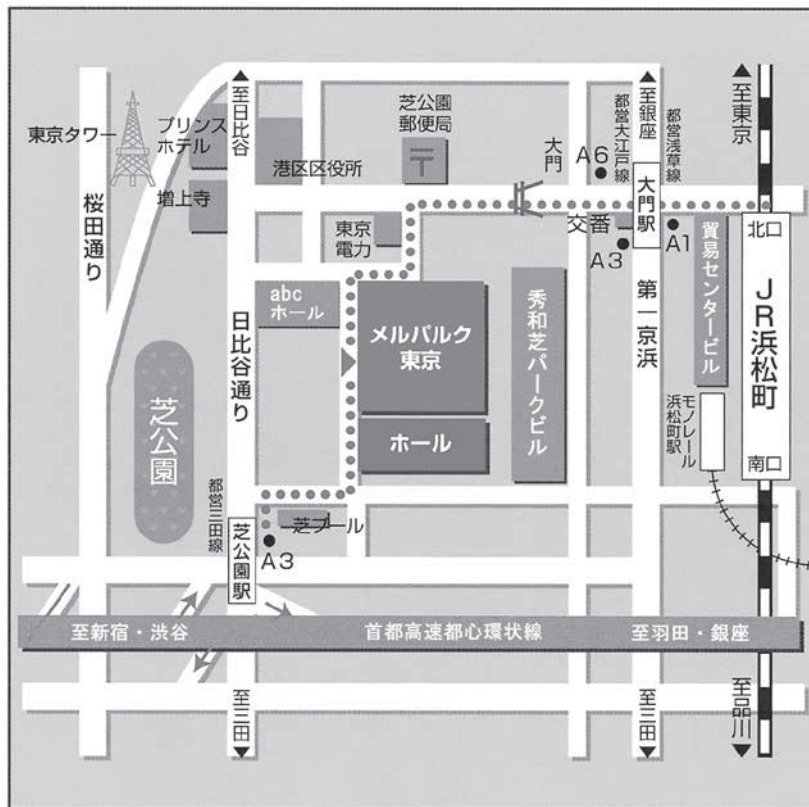 東京タワー
桜田通り
プリンス
ホテル
増上寺
至日比谷
港区区役所
芝公園
郵便局
〒
大門
A6
都営大江戸線
至銀座
都営浅草線
至東京
大門駅
東京
電力
交番
A3
A1
北口
貿易センタービル
JR浜松町
南口
モノレール
浜松町駅
第一京浜
abc
ホール
メルパルク
東京
ホール
秀和芝パークビル
日比谷通り
芝公園
都営三田線
芝公園駅
芝プール
A3
至新宿・渋谷
首都高速都心環状線
至羽田・銀座
至三田
至三田
至品川